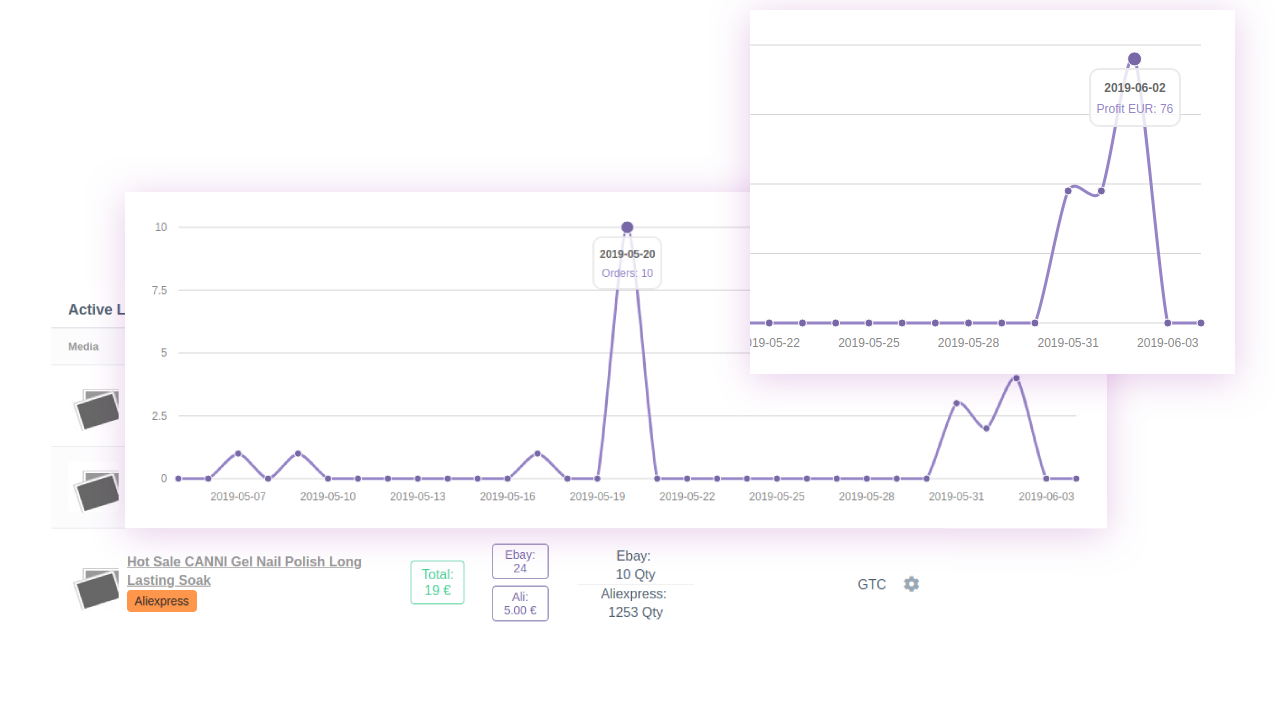 2019-06-02
Profit EUR: 76
19-05-22
2019-05-25
2019-05-28
2019-05-31
2019-06-03
10
7.5
5
2.5
0
2019-05-20
Orders: 10
2019-05-07
2019-05-10
2019-05-13
2019-05-16
2019-05-19
2019-05-22
2019-05-25
2019-05-28
2019-05-31
2019-06-03
Active L
Media
Hot Sale CANNI Gel Nail Polish Long
Lasting Soak
Aliexpress
Total:
19 €
Ebay:
24
Ali:
5.00 €
Ebay:
10 Qty
Aliexpress:
1253 Qty
GTC